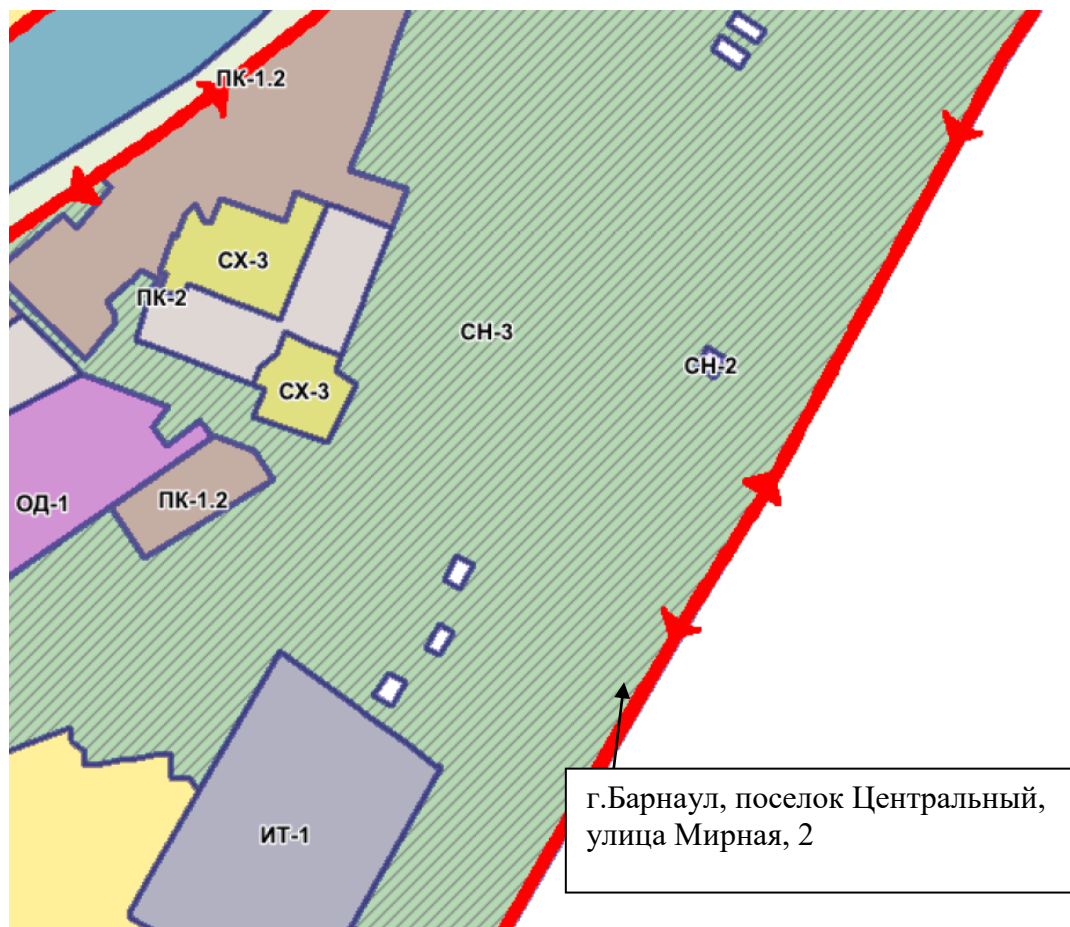 ПК-1.2
СХ-3
ПК-2
СН-3
СН-2
СХ-3
ОД-1
ПК-1.2
ИТ-1
г.Барнаул, поселок Центральный,
улица Мирная, 2